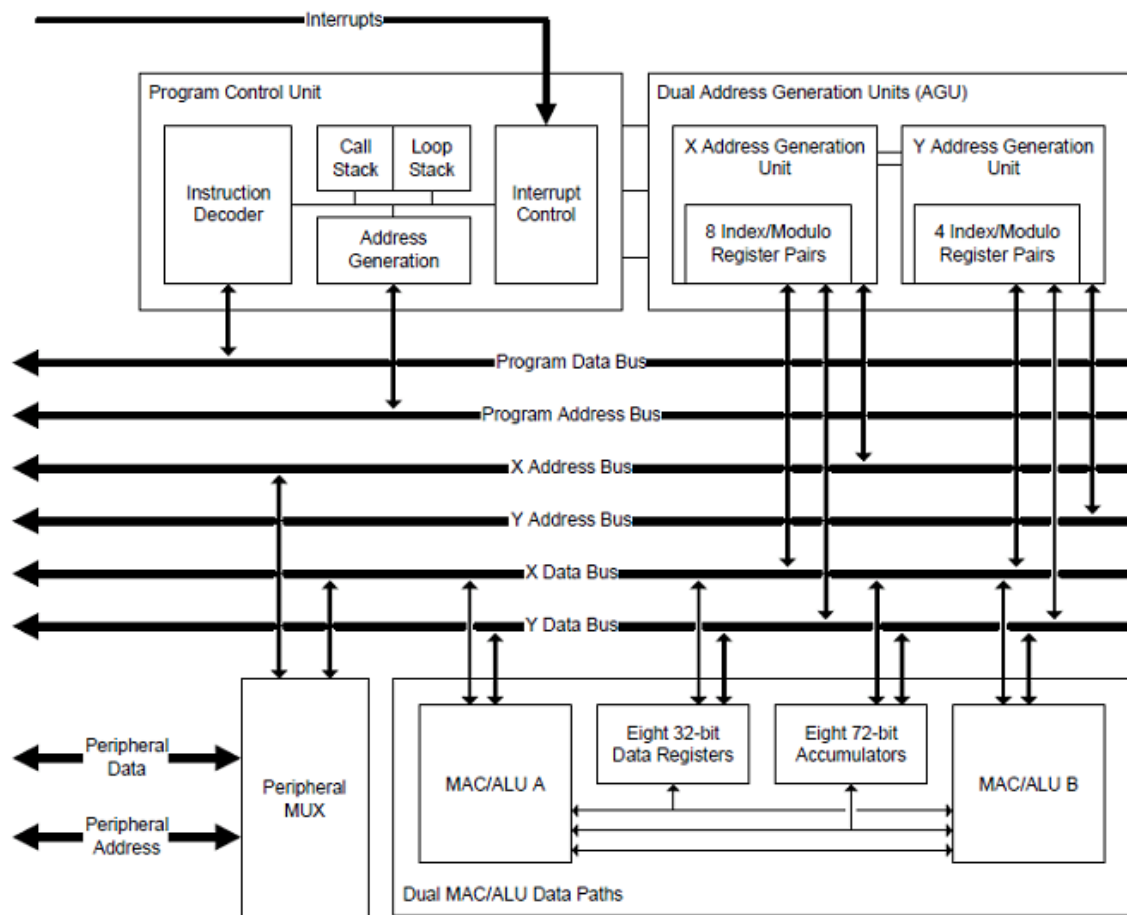 Interrupts
Program Control Unit
Dual Address Generation Units (AGU)
Instruction
Decoder
Call
Stack
Loop
Stack
Address
Generation
Interrupt
Control
X Address Generation
Unit
8 Index/Modulo
Register Pairs
Y Address Generation
Unit
4 Index/Modulo
Register Pairs
Program Data Bus
Program Address Bus
X Address Bus
Y Address Bus
X Data Bus
Y Data Bus
Peripheral
Data
Peripheral
Address
Peripheral
MUX
MAC/ALU A
Eight 32-bit
Data Registers
Eight 72-bit
Accumulators
MAC/ALU B
Dual MAC/ALU Data Paths